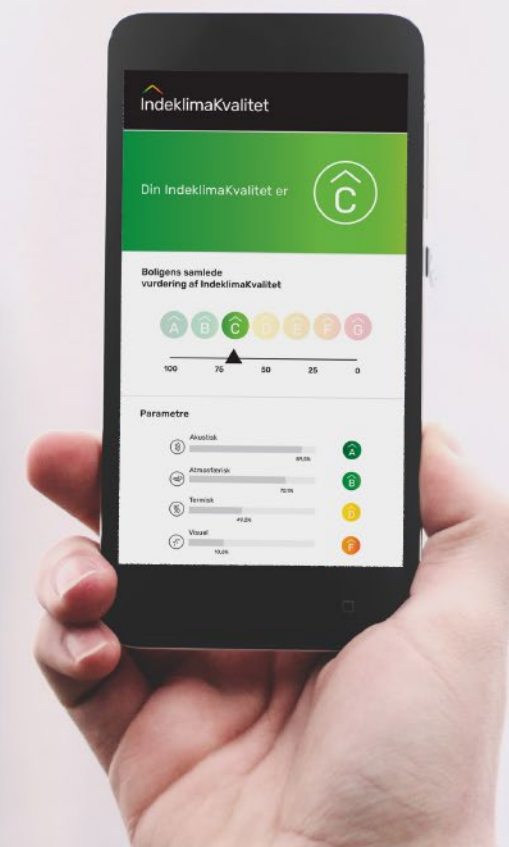 IndeklimaKvalitet
Din IndeklimaKvalitet er
C
Boligens samlede
vurdering af IndeklimaKvalitet
A B C D E F G
100 75 50 25 0
Parametre
Akustisk
A
Atmosfærisk
B
Termisk
D
Visuel
F